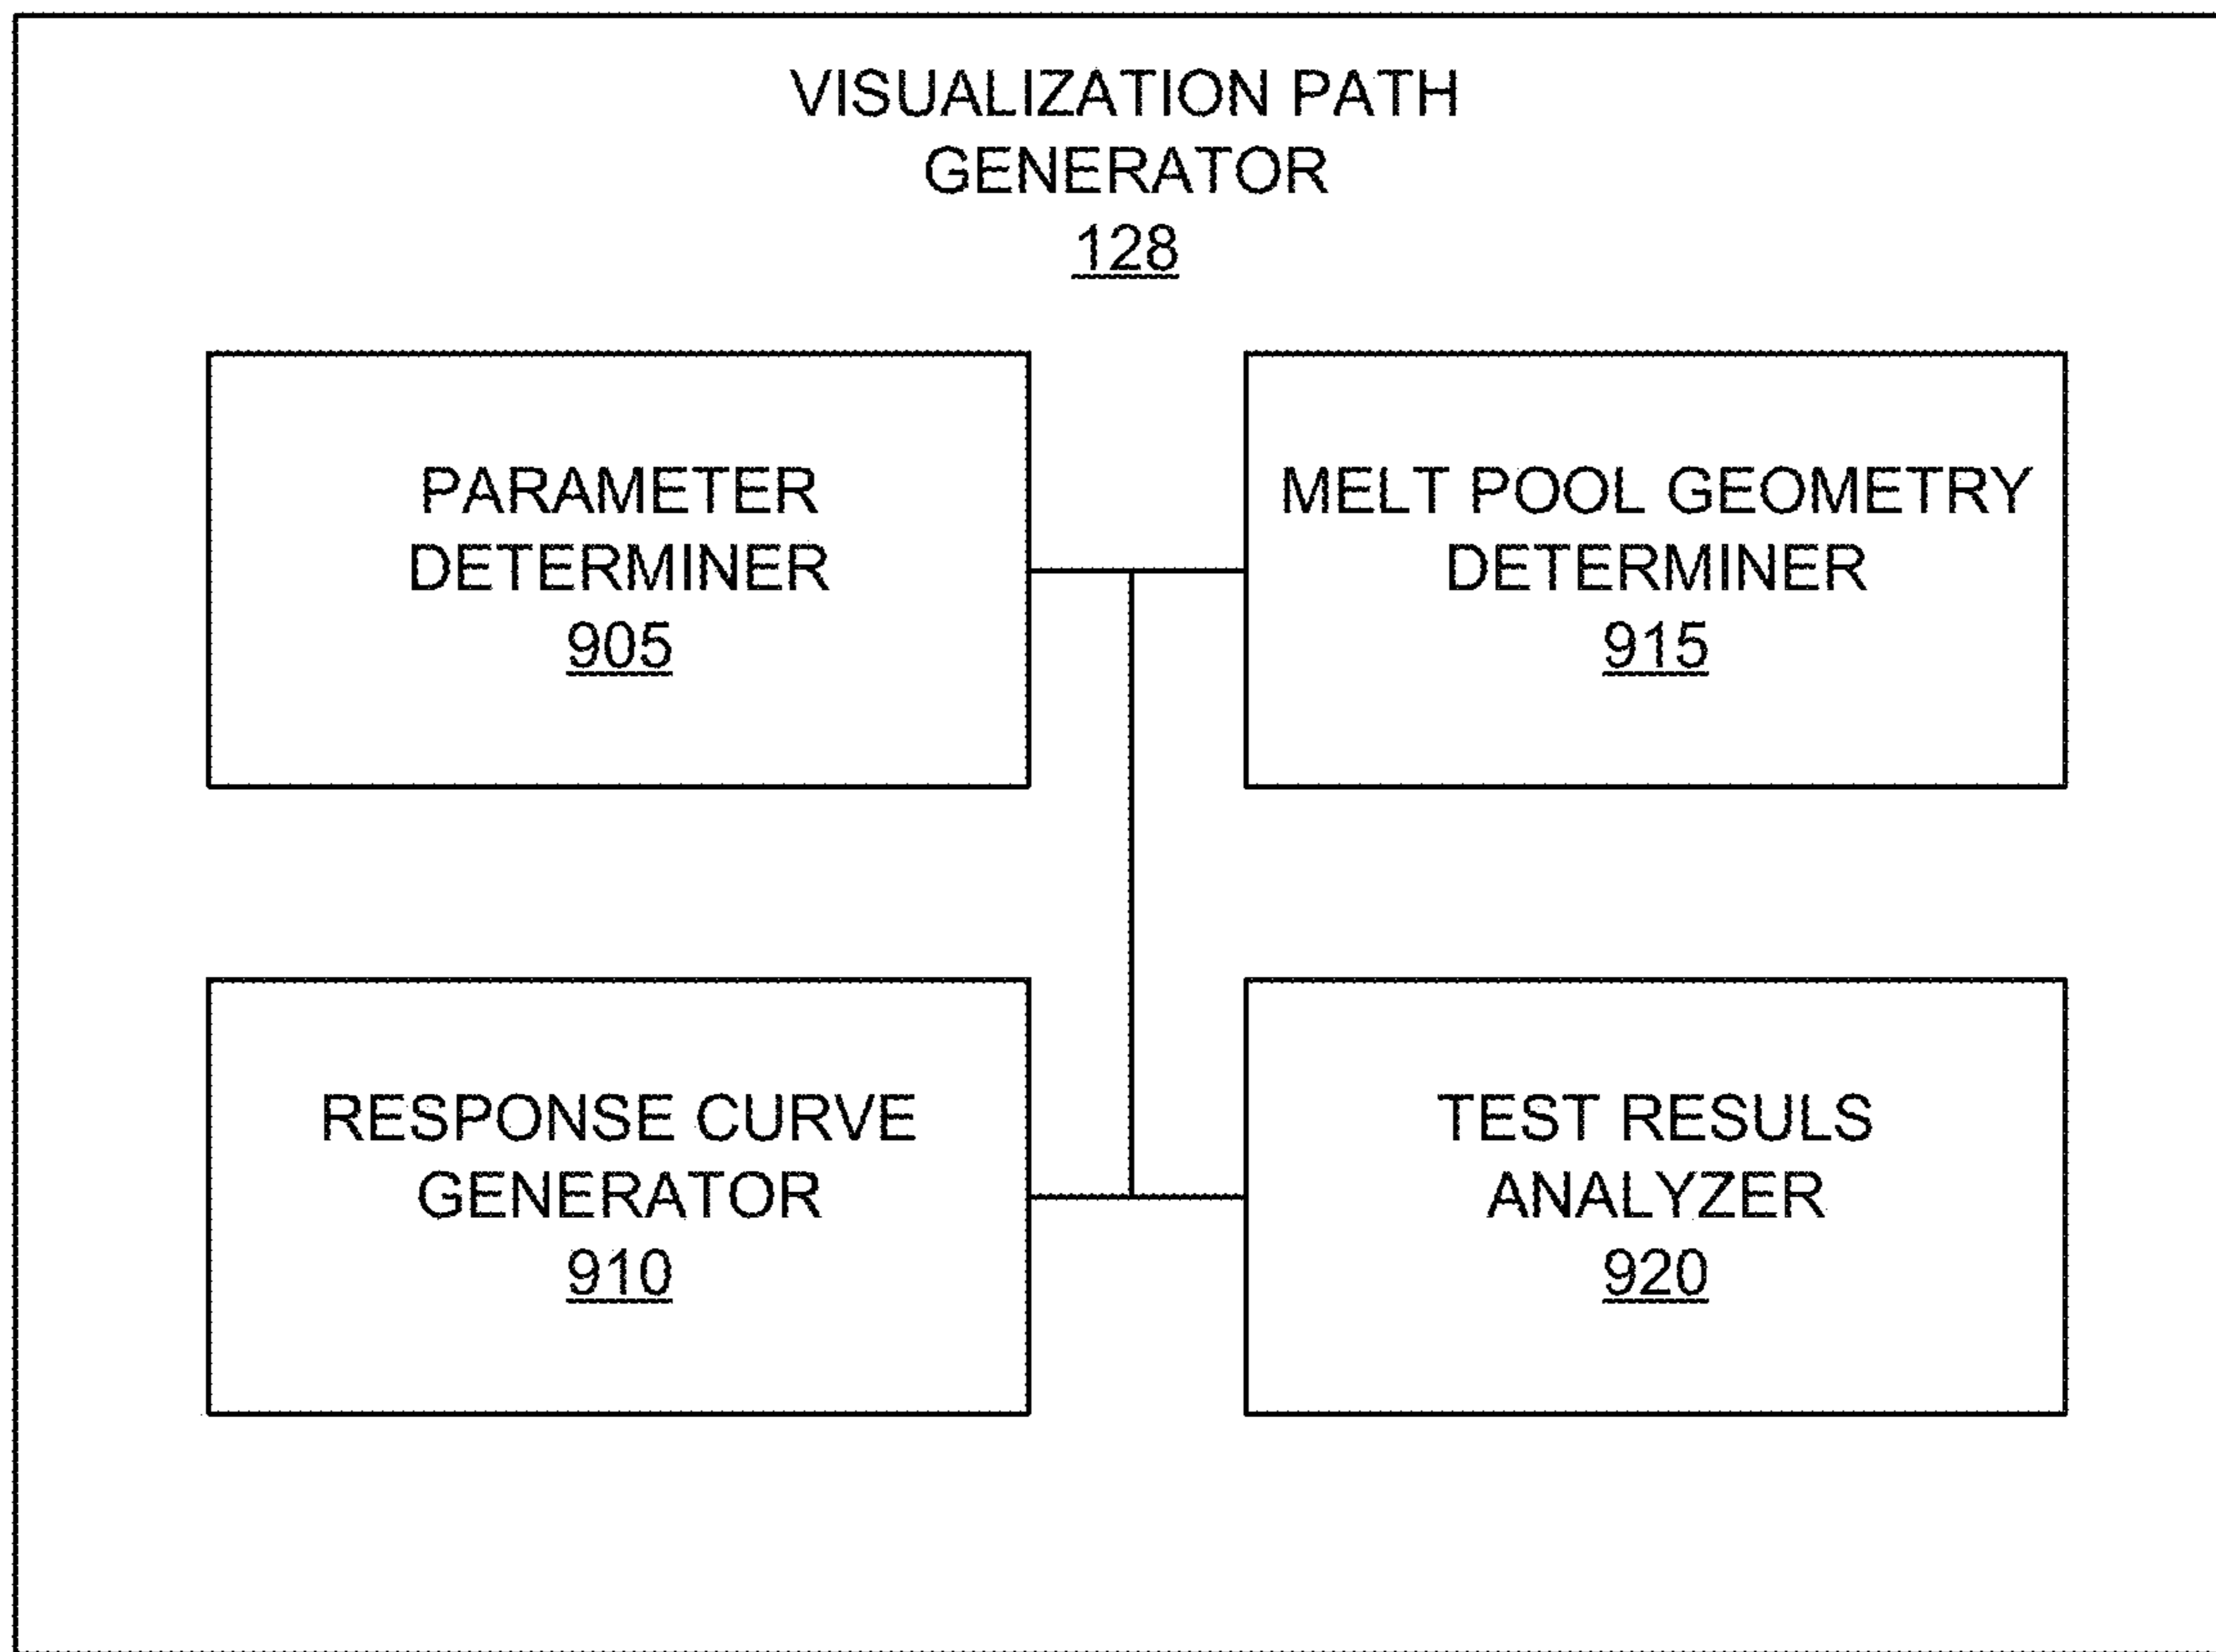 VISUALIZATION PATH
GENERATOR
128
PARAMETER
DETERMINER
905
MELT POOL GEOMETRY
DETERMINER
915
RESPONSE CURVE
GENERATOR
910
TEST RESULS
ANALYZER
920